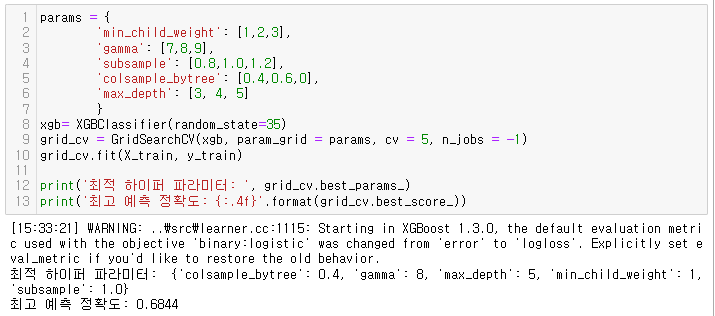 1 params = {
2 'min_child_weight': [1,2,3],
3 'gamma': [7,8,9],
4 'subsample': [0.8,1.0,1.2],
5 'colsample_bytree': [0.4,0.6,0],
6 'max_depth': [3, 4, 5]
7 }
8 xgb= XGBClassifier(random_state=35)
9 grid_cv = GridSearchCV(xgb, param_grid = params, cv = 5, n_jobs = -1)
10 grid_cv.fit(X_train, y_train)
11
12 print('최적 하이퍼 파라미터: ', grid_cv.best_params_)
13 print('최고 예측 정확도: {:.4f}'.format(grid_cv.best_score_))
[15:33:21] WARNING: ..₩src₩learner.cc:1115: Starting in XGBoost 1.3.0, the default evaluation metri
c used with the objective 'binary:logistic' was changed from 'error' to 'logloss'. Explicitly set e
val_metric if you'd like to restore the old behavior.
최적 하이퍼 파라미터:  {'colsample_bytree': 0.4, 'gamma': 8, 'max_depth': 5, 'min_child_weight': 1,
'subsample': 1.0}
최고 예측 정확도: 0.6844